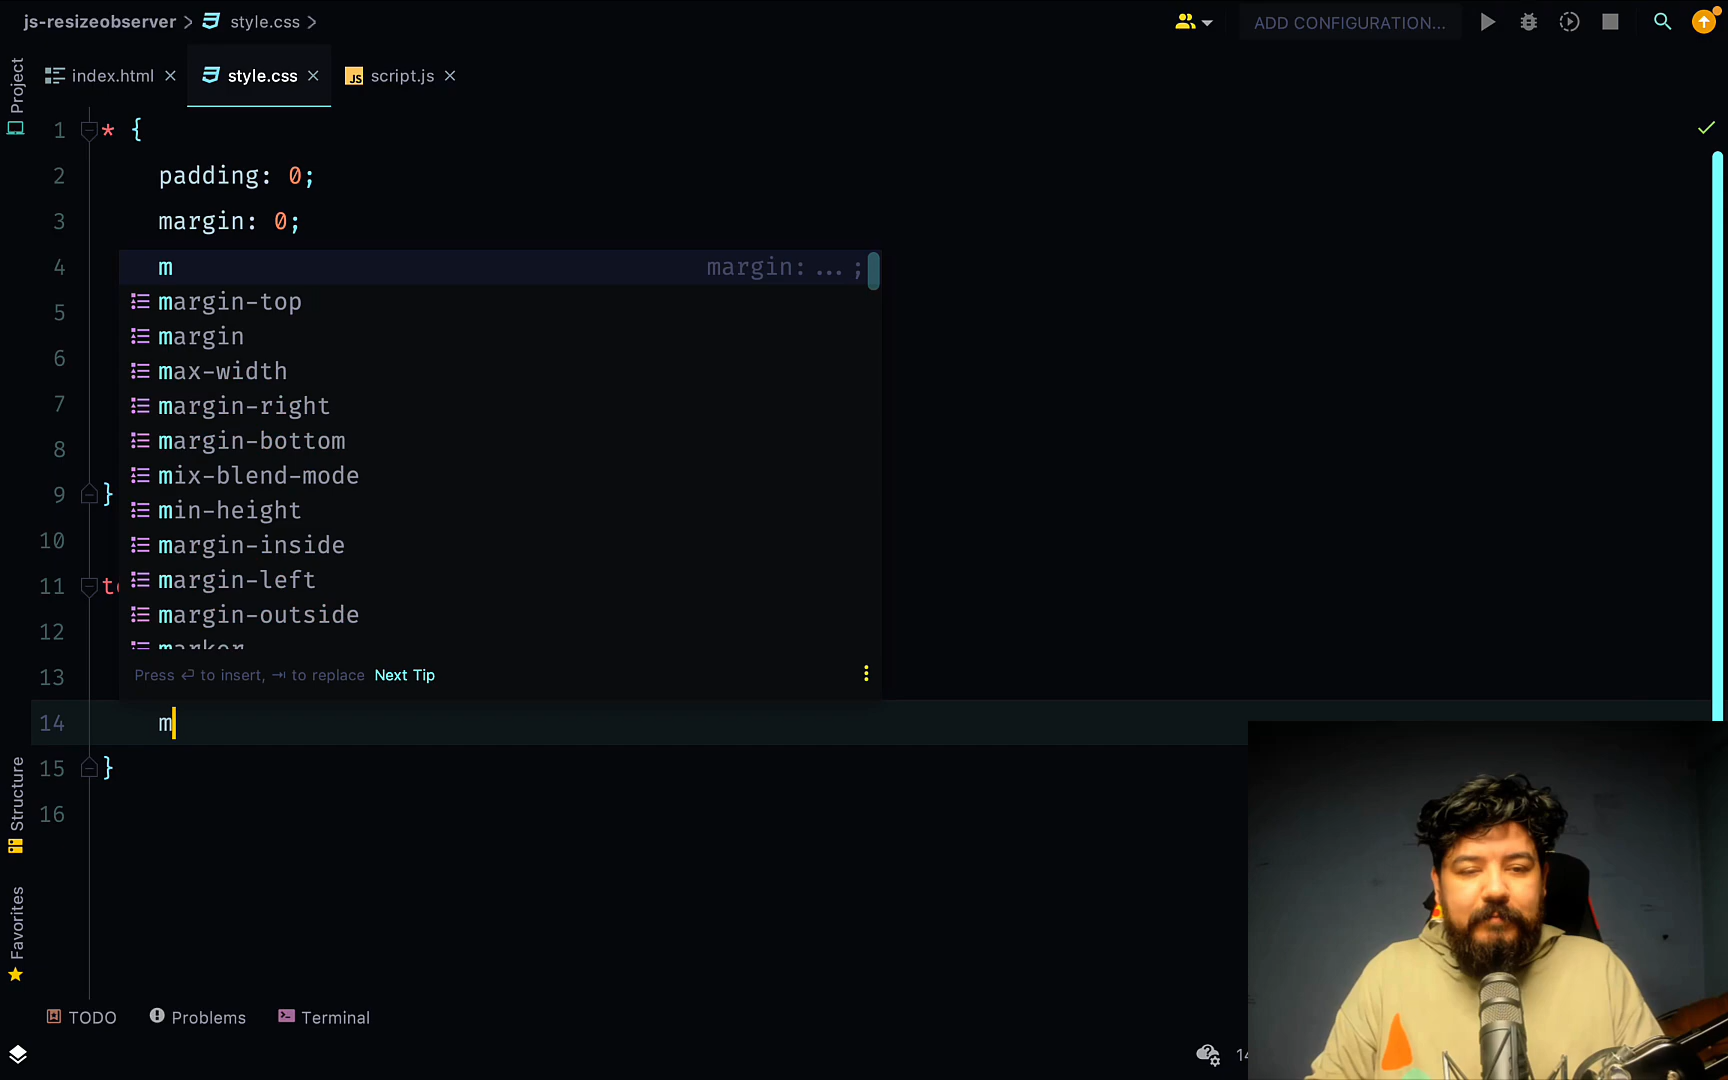 js-resizeobserver > style.css >
ADD CONFIGURATION...
Project
index.html
style.css
script.js
1 * {
2 padding: 0;
3 margin: 0;
4 m margin: ... ;
5 margin-top
margin
6 max-width
7 margin-right
8 margin-bottom
mix-blend-mode
9 } min-height
10 margin-inside
11 margin-left
12 margin-outside
marker
13 Press ↵ to insert, ⇥ to replace Next Tip
14 m
15 }
16
Structure
Favorites
TODO
Problems
Terminal